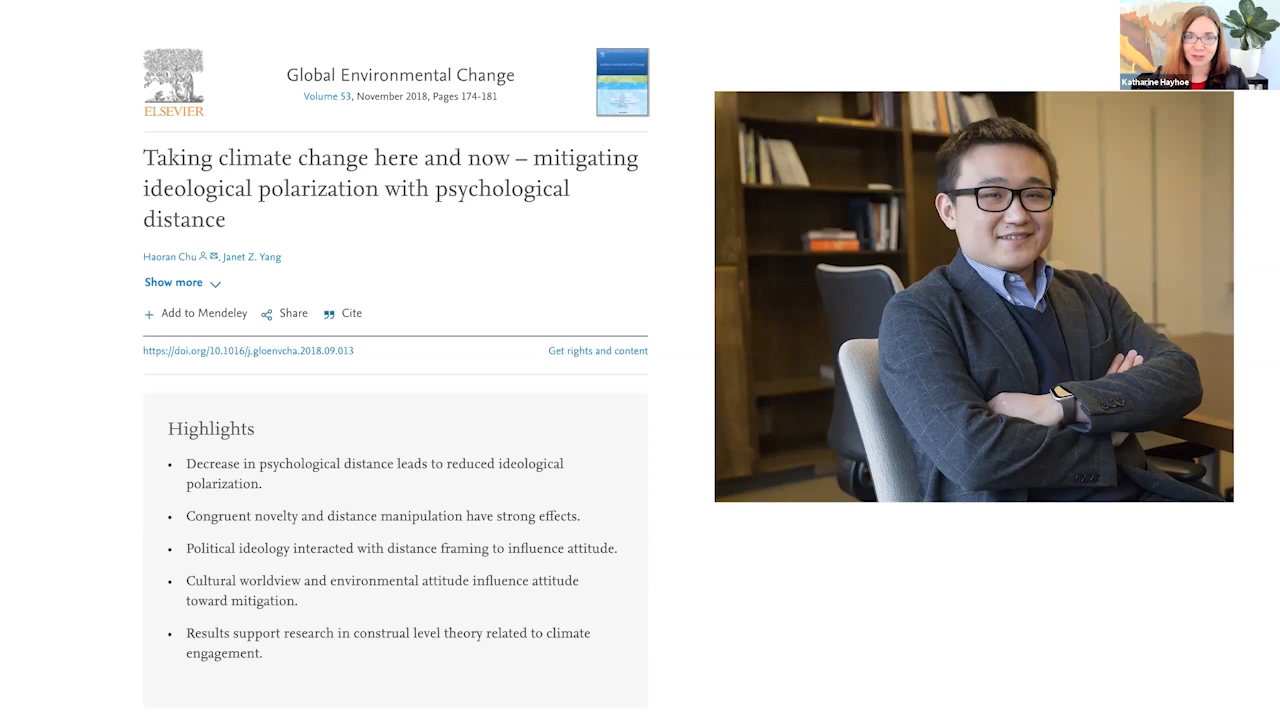 ELSEVIER
Global Environmental Change
Volume 53, November 2018, Pages 174-181
Taking climate change here and now – mitigating
ideological polarization with psychological
distance
Haoran Chu, Janet Z. Yang
Show more
+ Add to Mendeley Share Cite
https://doi.org/10.1016/j.gloenvcha.2018.09.013 Get rights and content
Highlights
• Decrease in psychological distance leads to reduced ideological
polarization.
• Congruent novelty and distance manipulation have strong effects.
• Political ideology interacted with distance framing to influence attitude.
• Cultural worldview and environmental attitude influence attitude
toward mitigation.
• Results support research in construal level theory related to climate
engagement.
Katharine Hayhoe